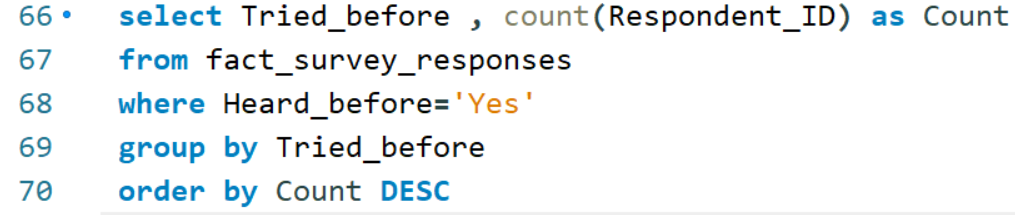 66 select Tried_before , count(Respondent_ID) as Count
67 from fact_survey_responses
68 where Heard_before='Yes'
69 group by Tried_before
70 order by Count DESC